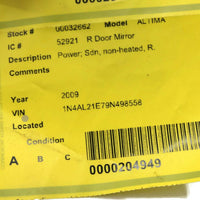 Stock # 00032662 Model ALTIMA
IC # 52921 R Door Mirror
Description Power; Sdn, non-heated, R.
Comments
Year 2009
VIN 1N4AL21E79N498558
Located
Condition
A B C
0000204949